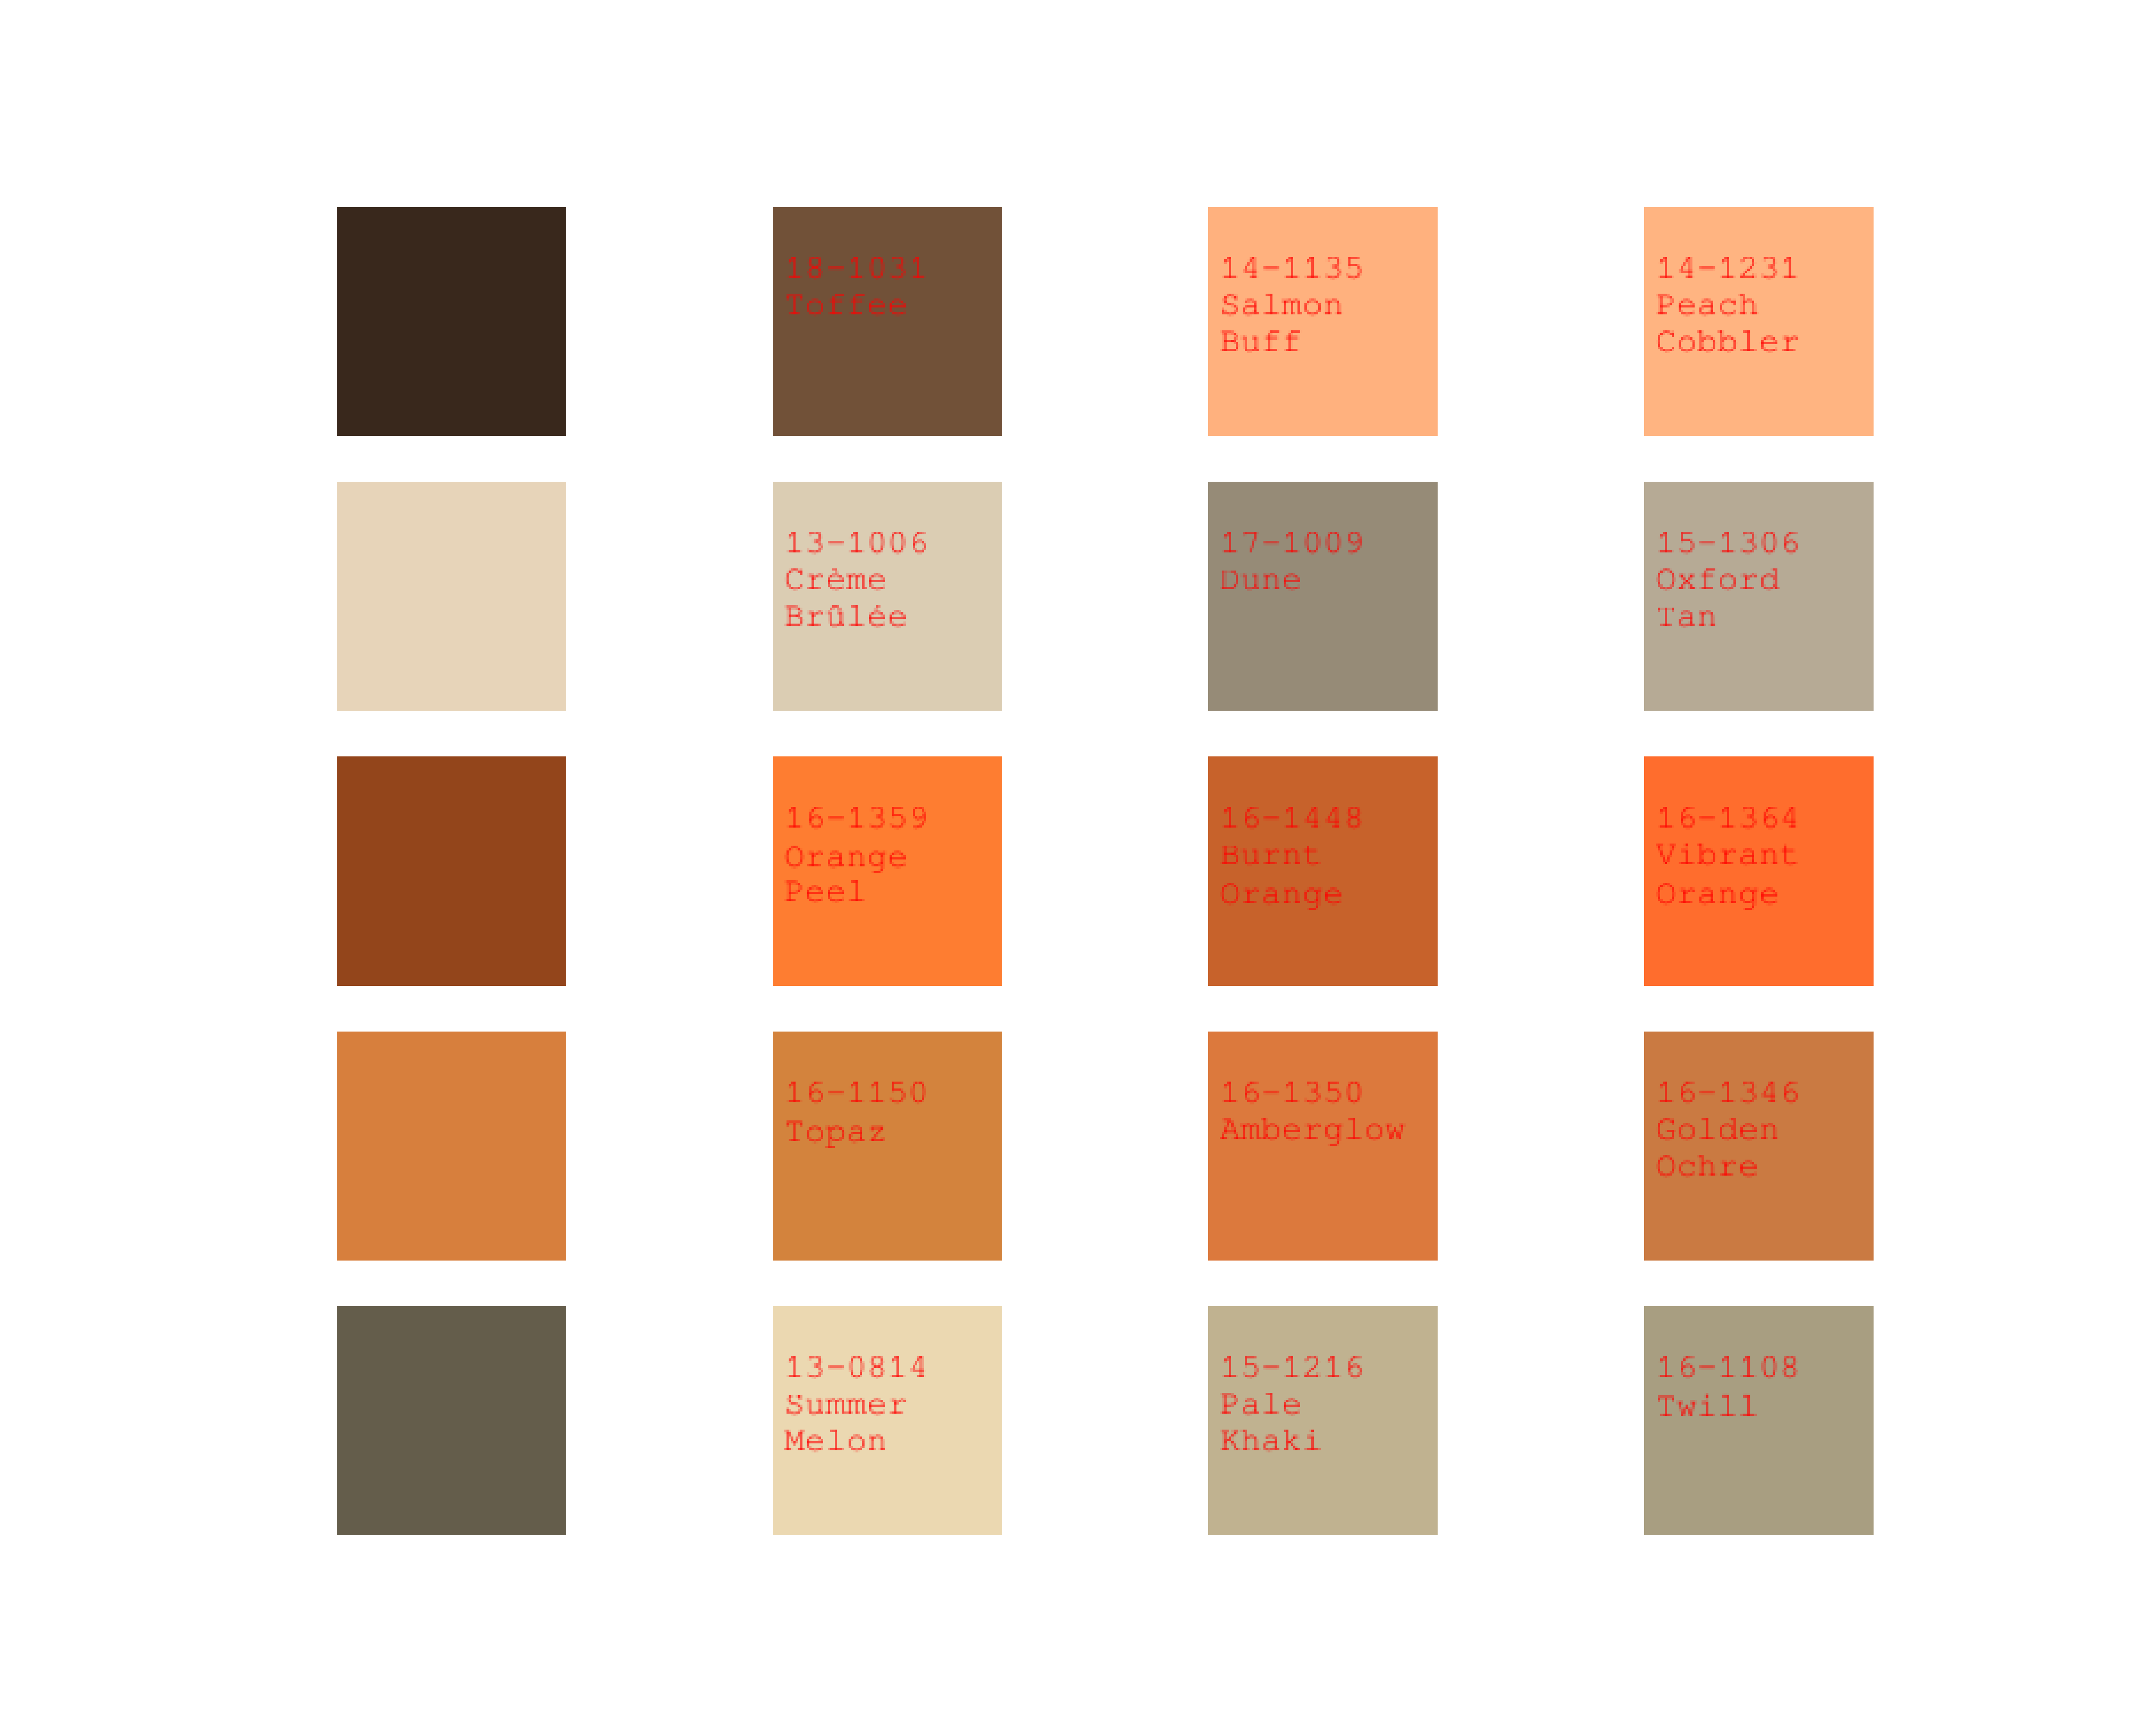 18-1031
Toffee
14-1135
Salmon
Buff
14-1231
Peach
Cobbler
13-1006
Crème
Brûlée
17-1009
Dune
15-1306
Oxford
Tan
16-1359
Orange
Peel
16-1448
Burnt
Orange
16-1364
Vibrant
Orange
16-1150
Topaz
16-1350
Amberglow
16-1346
Golden
Ochre
13-0814
Summer
Melon
15-1216
Pale
Khaki
16-1108
Twill